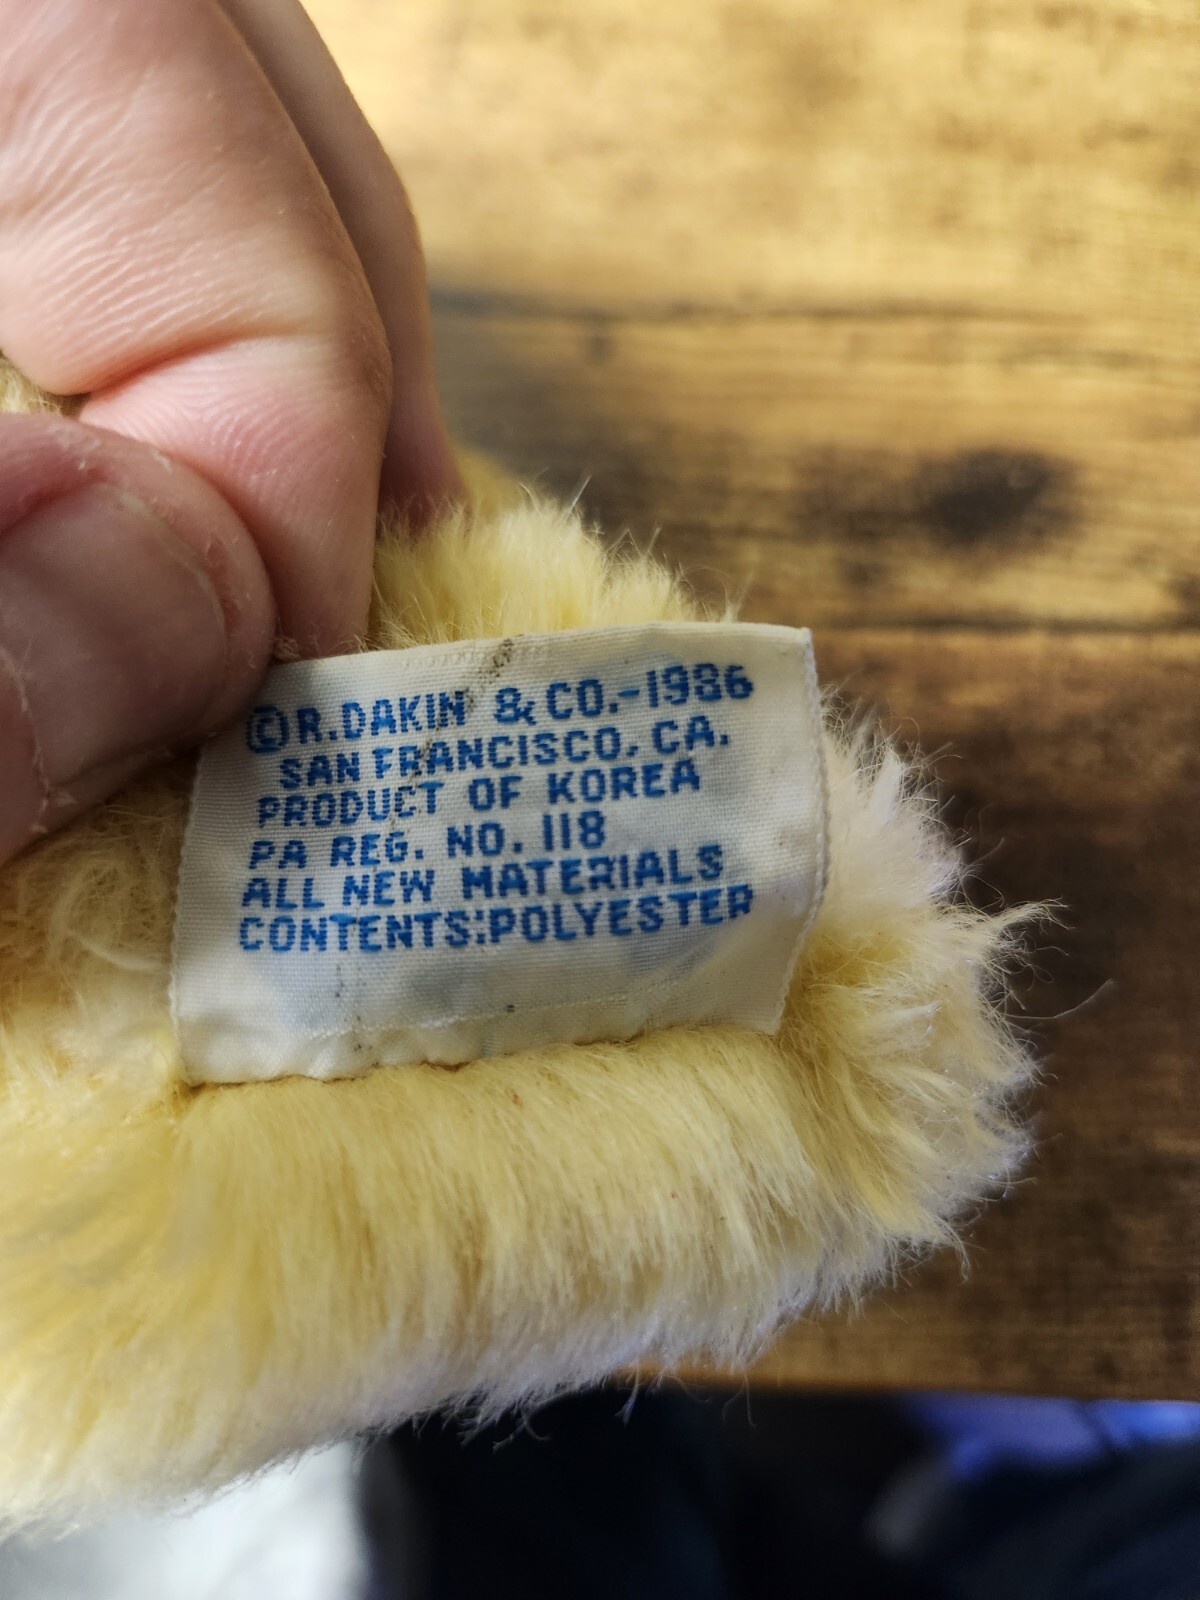 ©R.DAKIN & CO.-1986
SAN FRANCISCO, CA.
PRODUCT OF KOREA
PA REG. NO. 118
ALL NEW MATERIALS
CONTENTS:POLYESTER